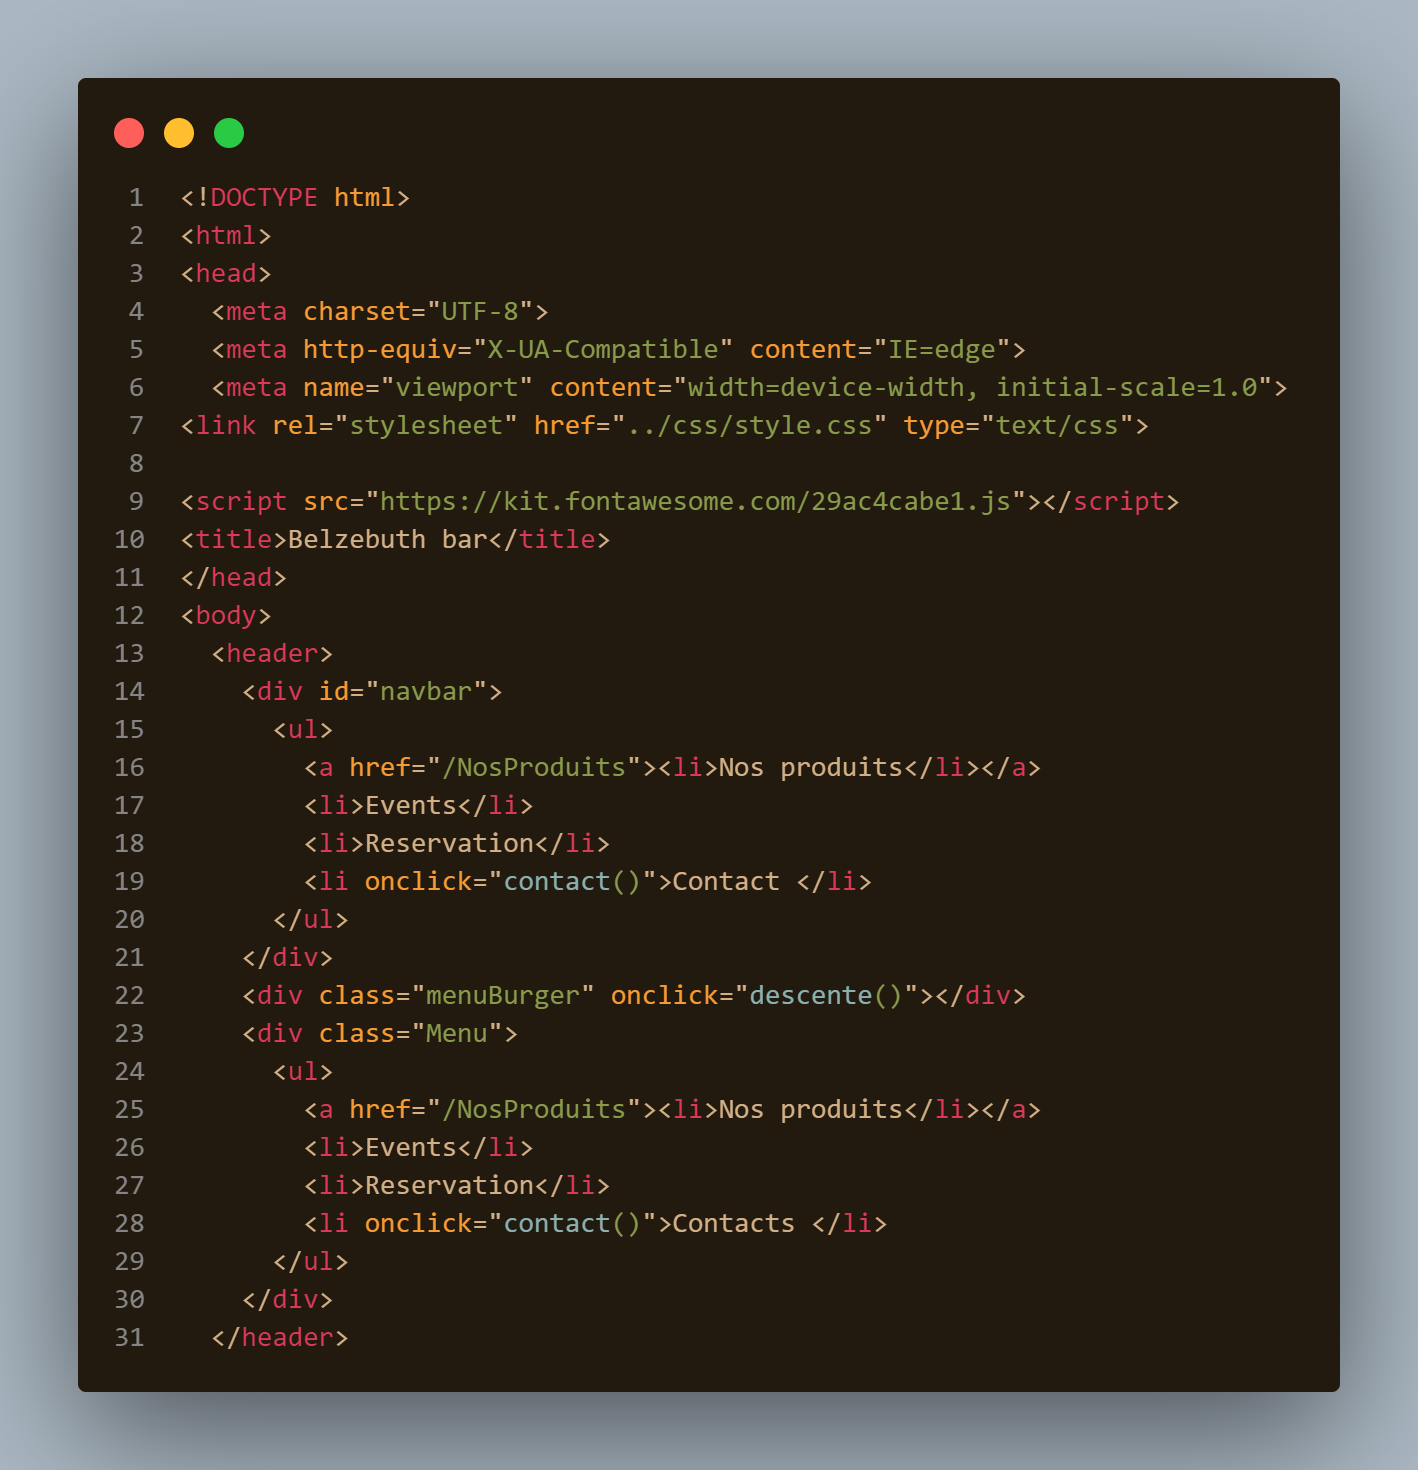 1 <!DOCTYPE html>
2 <html>
3 <head>
4   <meta charset="UTF-8">
5   <meta http-equiv="X-UA-Compatible" content="IE=edge">
6   <meta name="viewport" content="width=device-width, initial-scale=1.0">
7 <link rel="stylesheet" href="../css/style.css" type="text/css">
8
9 <script src="https://kit.fontawesome.com/29ac4cabe1.js"></script>
10 <title>Belzebuth bar</title>
11 </head>
12 <body>
13   <header>
14     <div id="navbar">
15       <ul>
16         <a href="/NosProduits"><li>Nos produits</li></a>
17         <li>Events</li>
18         <li>Reservation</li>
19         <li onclick="contact()">Contact </li>
20       </ul>
21     </div>
22     <div class="menuBurger" onclick="descente()"></div>
23     <div class="Menu">
24       <ul>
25         <a href="/NosProduits"><li>Nos produits</li></a>
26         <li>Events</li>
27         <li>Reservation</li>
28         <li onclick="contact()">Contacts </li>
29       </ul>
30     </div>
31   </header>